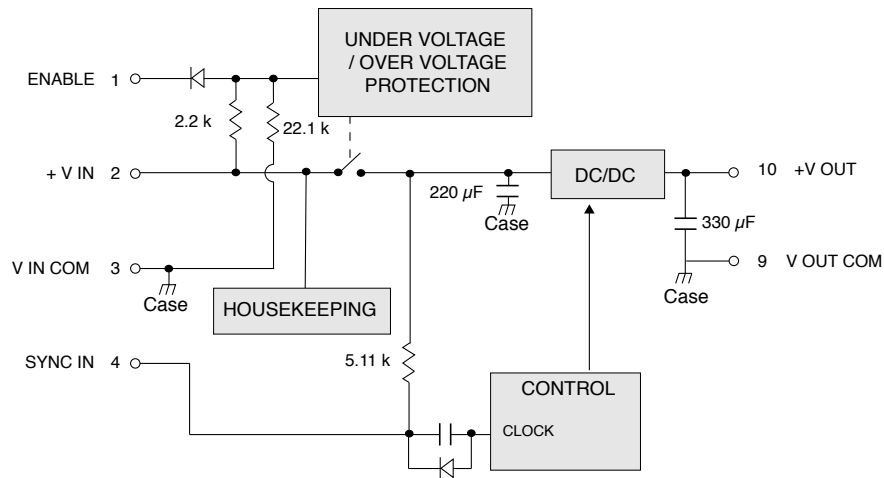 UNDER VOLTAGE
/ OVER VOLTAGE
PROTECTION
ENABLE 1
2.2 k
22.1 k
+ V IN 2
DC/DC
10 +V OUT
220 µF
Case
330 µF
V IN COM 3
9 V OUT COM
Case
Case
HOUSEKEEPING
SYNC IN 4
5.11 k
CONTROL
CLOCK